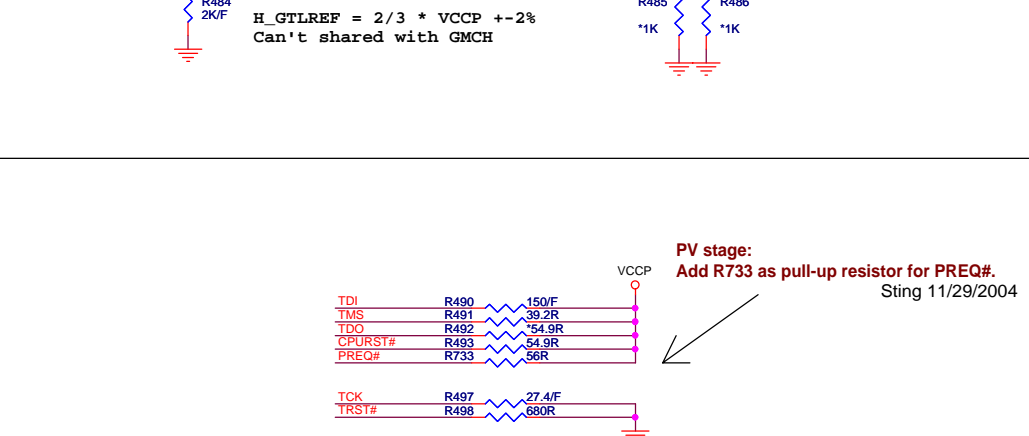 R484
2K/F
H_GTLREF = 2/3 * VCCP +-2%
Can't shared with GMCH
R485
R486
*1K
*1K
PV stage:
Add R733 as pull-up resistor for PREQ#.
Sting 11/29/2004
VCCP
TDI R490 150/F
TMS R491 39.2R
TDO R492 *54.9R
CPURST# R493 54.9R
PREQ# R733 56R
TCK R497 27.4/F
TRST# R498 680R